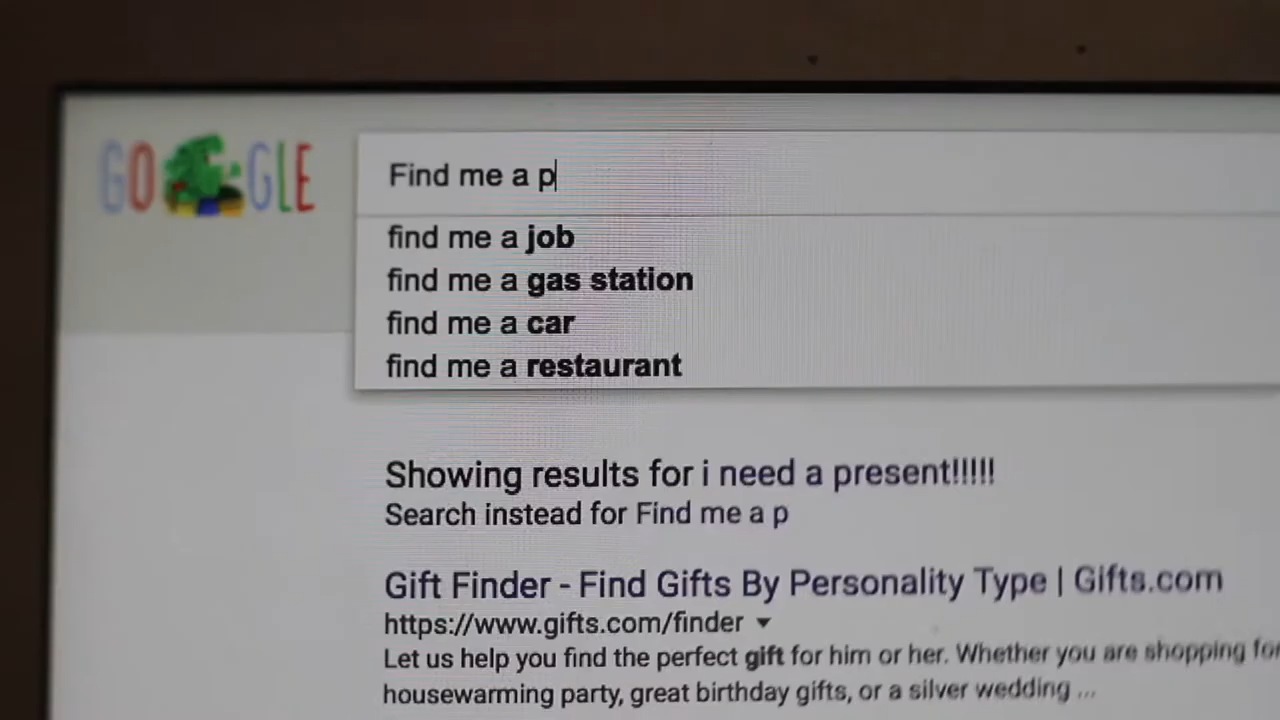 GOOGLE
Find me a p
find me a job
find me a gas station
find me a car
find me a restaurant
Showing results for i need a present!!!!!
Search instead for Find me a p
Gift Finder - Find Gifts By Personality Type | Gifts.com
https://www.gifts.com/finder
Let us help you find the perfect gift for him or her. Whether you are shopping for
housewarming party, great birthday gifts, or a silver wedding ...